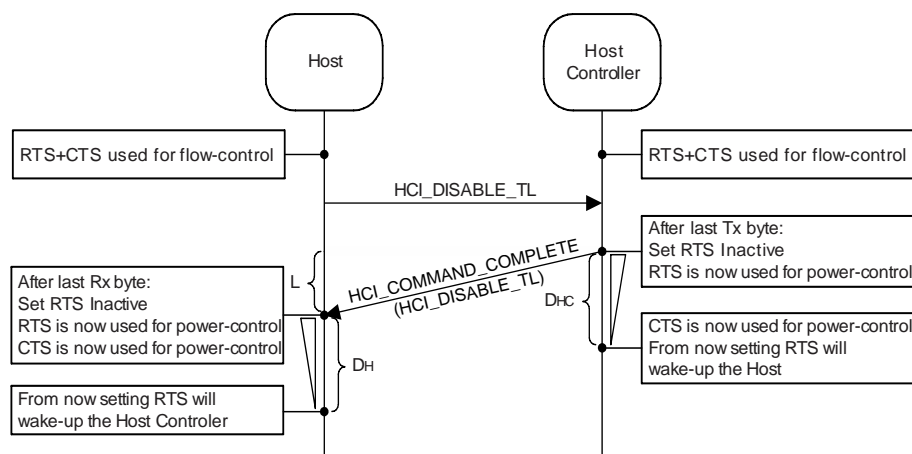 Host
Host
Controller
RTS+CTS used for flow-control
RTS+CTS used for flow-control
HCI_DISABLE_TL
After last Tx byte:
Set RTS Inactive
RTS is now used for power-control
HCI_COMMAND_COMPLETE
(HCI_DISABLE_TL)
L
DHC
After last Rx byte:
Set RTS Inactive
RTS is now used for power-control
CTS is now used for power-control
CTS is now used for power-control
From now setting RTS will
wake-up the Host
DH
From now setting RTS will
wake-up the Host Controler